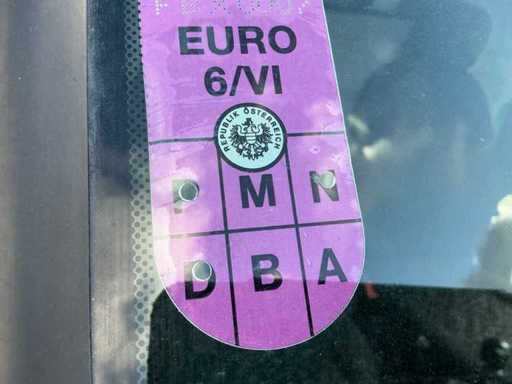 EURO
6/VI
REPUBLIK ÖSTERREICH
M N
D B A